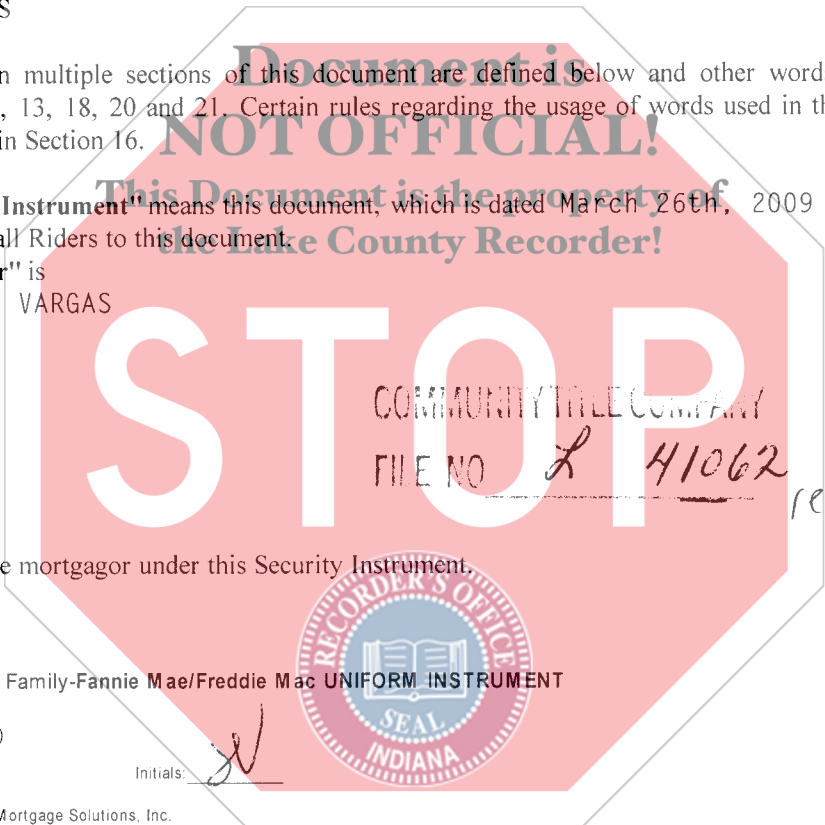 S
Document is
n multiple sections of this document are defined below and other word
, 13, 18, 20 and 21. Certain rules regarding the usage of words used in th
NOT OFFICIAL!
in Section 16.
This Document is the property of
Instrument" means this document, which is dated March 26th, 2009
all Riders to this document.
the Lake County Recorder!
r" is
VARGAS
STOP
COMMUNITY TITLE COMPANY
FILE NO L 41062
e mortgagor under this Security Instrument.
RECORDER'S OFFICE
Family-Fannie Mae/Freddie Mac UNIFORM INSTRUMENT
SEAL
INDIANA
)
Initials:
Mortgage Solutions, Inc.